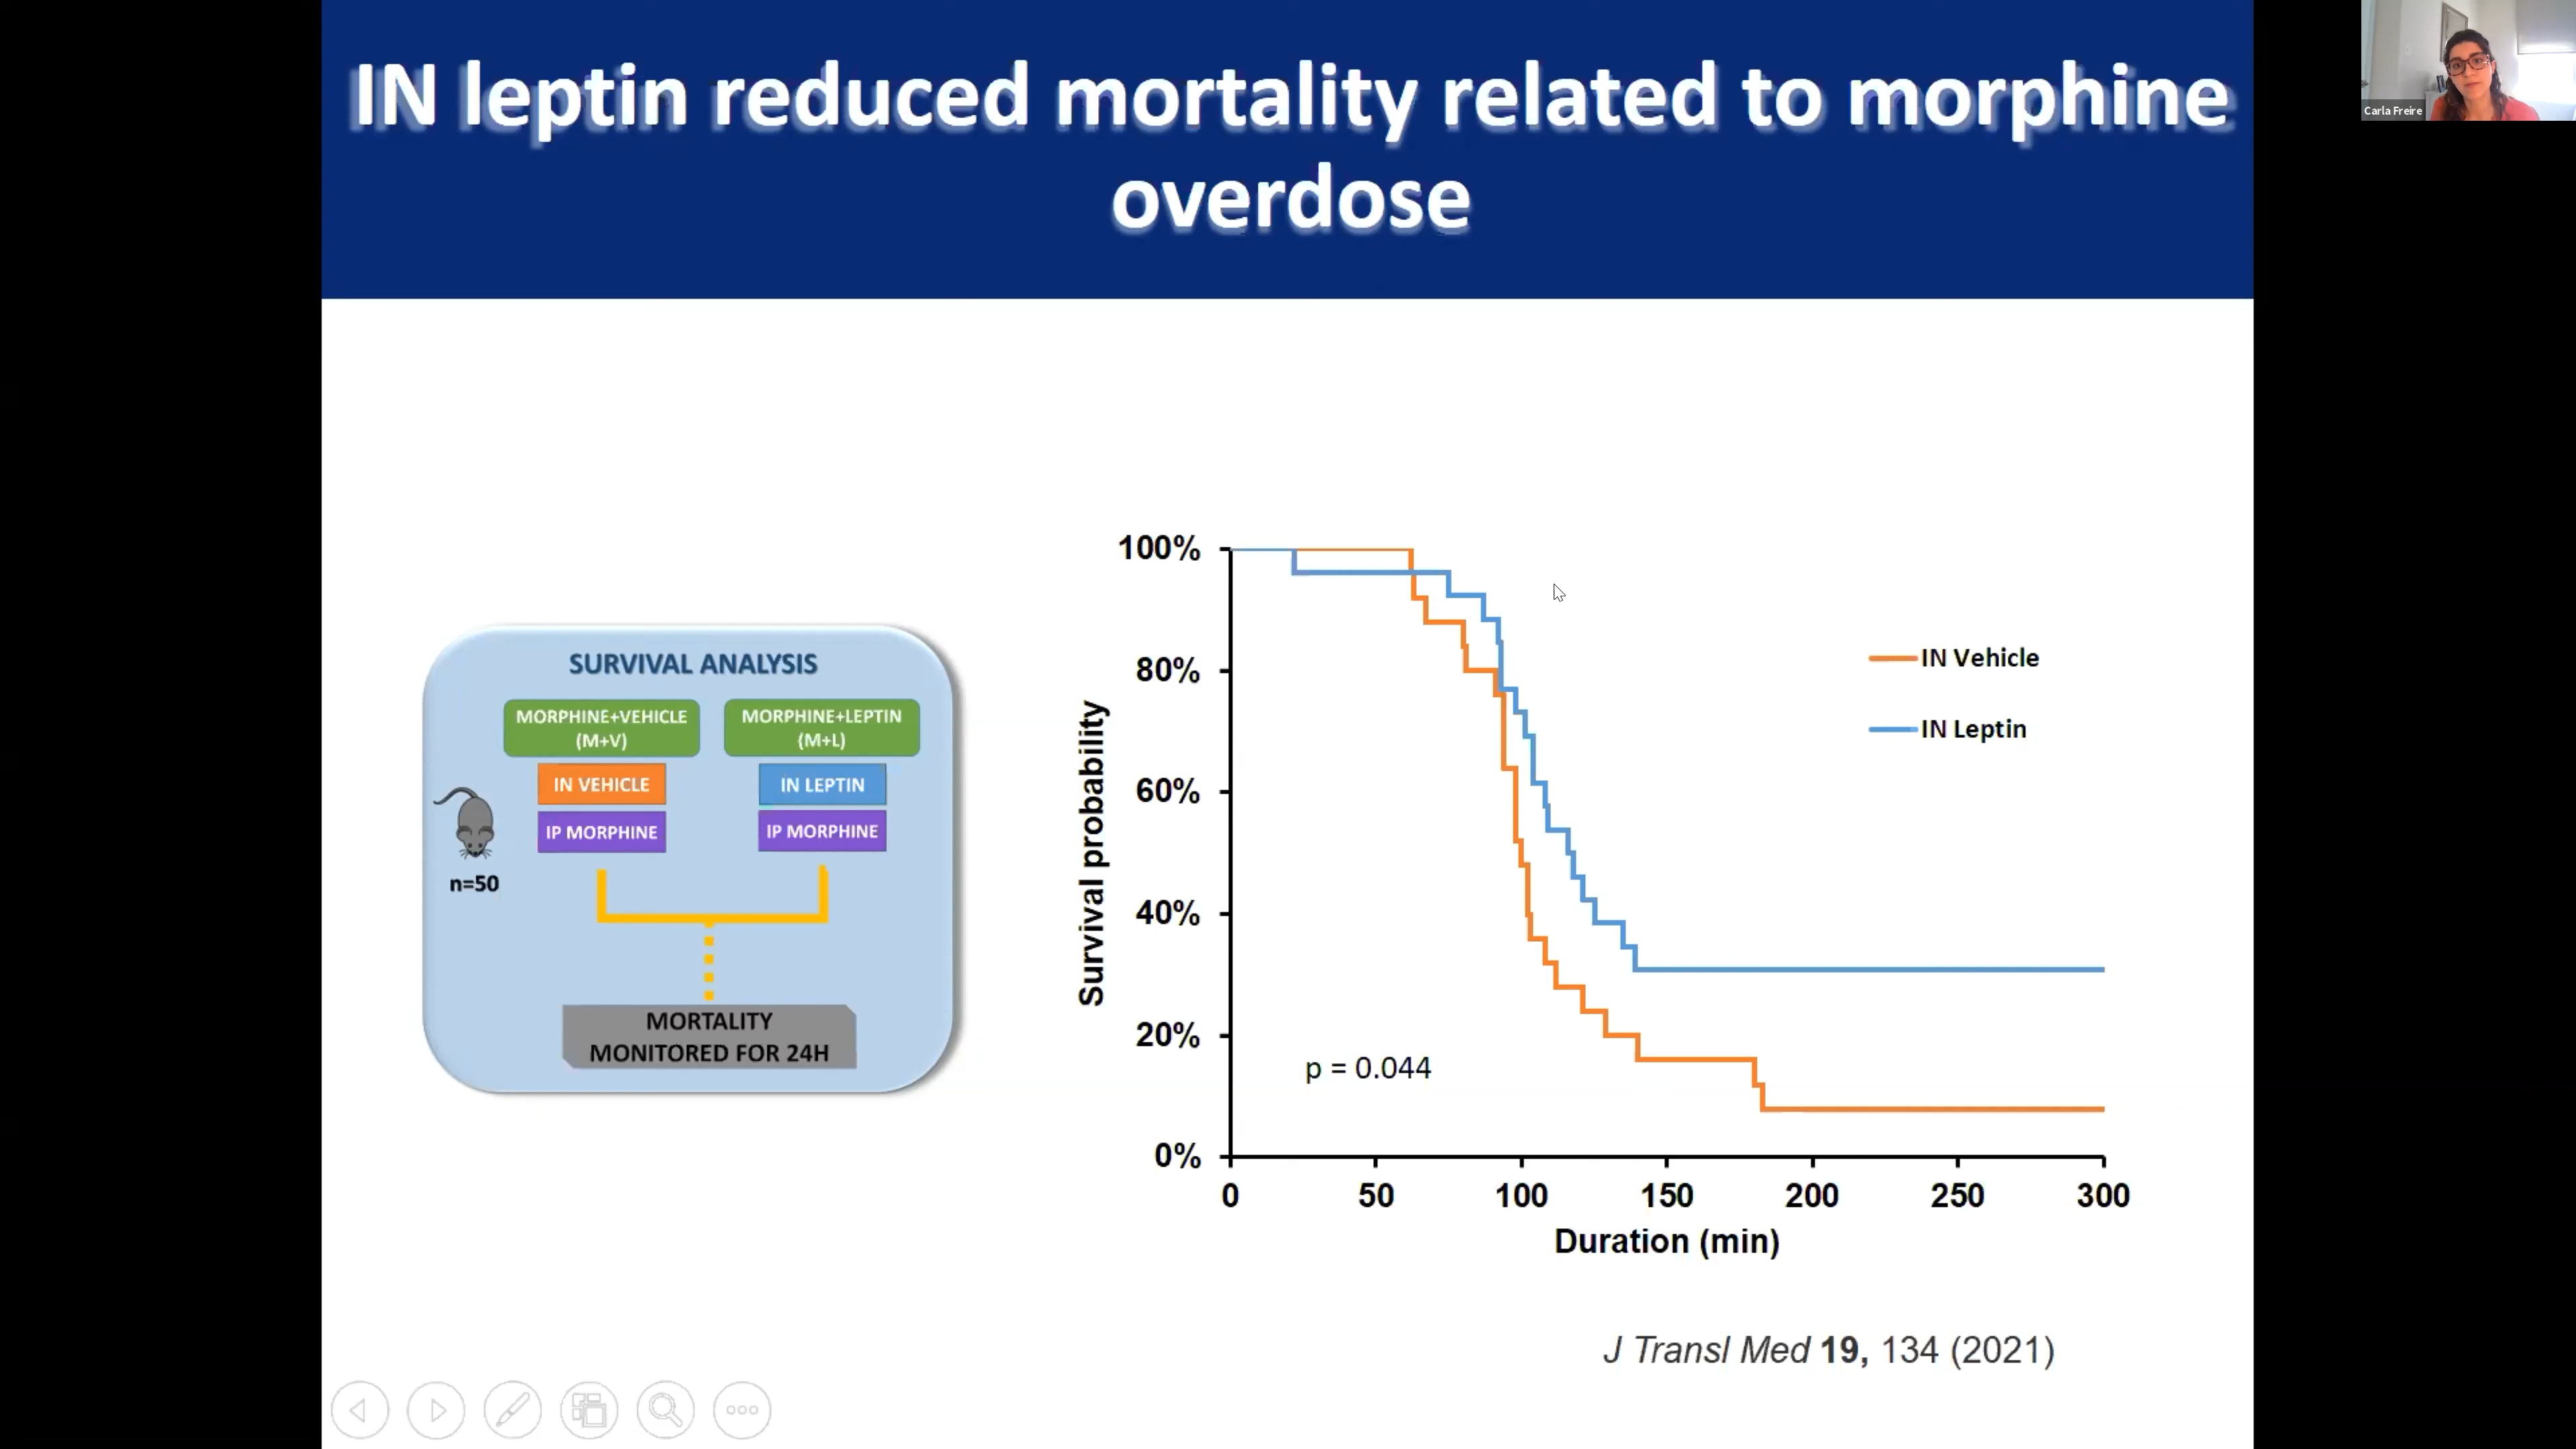 IN leptin reduced mortality related to morphine
overdose
Carla Freire
SURVIVAL ANALYSIS
MORPHINE+VEHICLE
(M+V)
MORPHINE+LEPTIN
(M+L)
IN VEHICLE
IN LEPTIN
IP MORPHINE
IP MORPHINE
n=50
MORTALITY
MONITORED FOR 24H
Survival probability
100%
80%
60%
40%
20%
0%
p = 0.044
IN Vehicle
IN Leptin
0 50 100 150 200 250 300
Duration (min)
J Transl Med 19, 134 (2021)